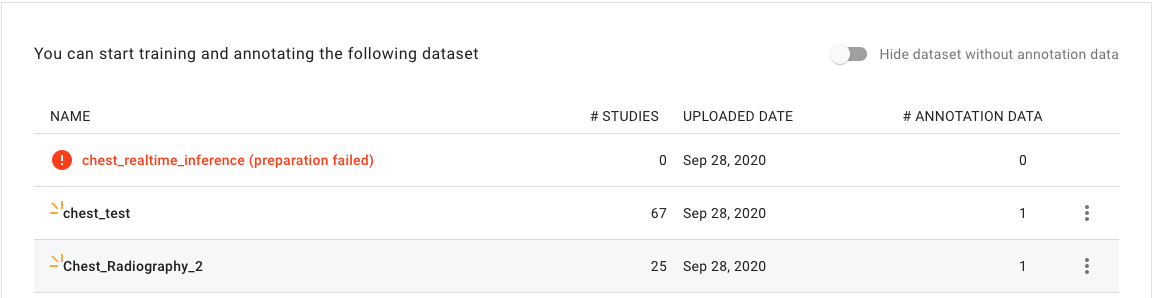 You can start training and annotating the following dataset
Hide dataset without annotation data
NAME # STUDIES UPLOADED DATE # ANNOTATION DATA
chest_realtime_inference (preparation failed) 0 Sep 28, 2020 0
chest_test 67 Sep 28, 2020 1
Chest_Radiography_2 25 Sep 28, 2020 1